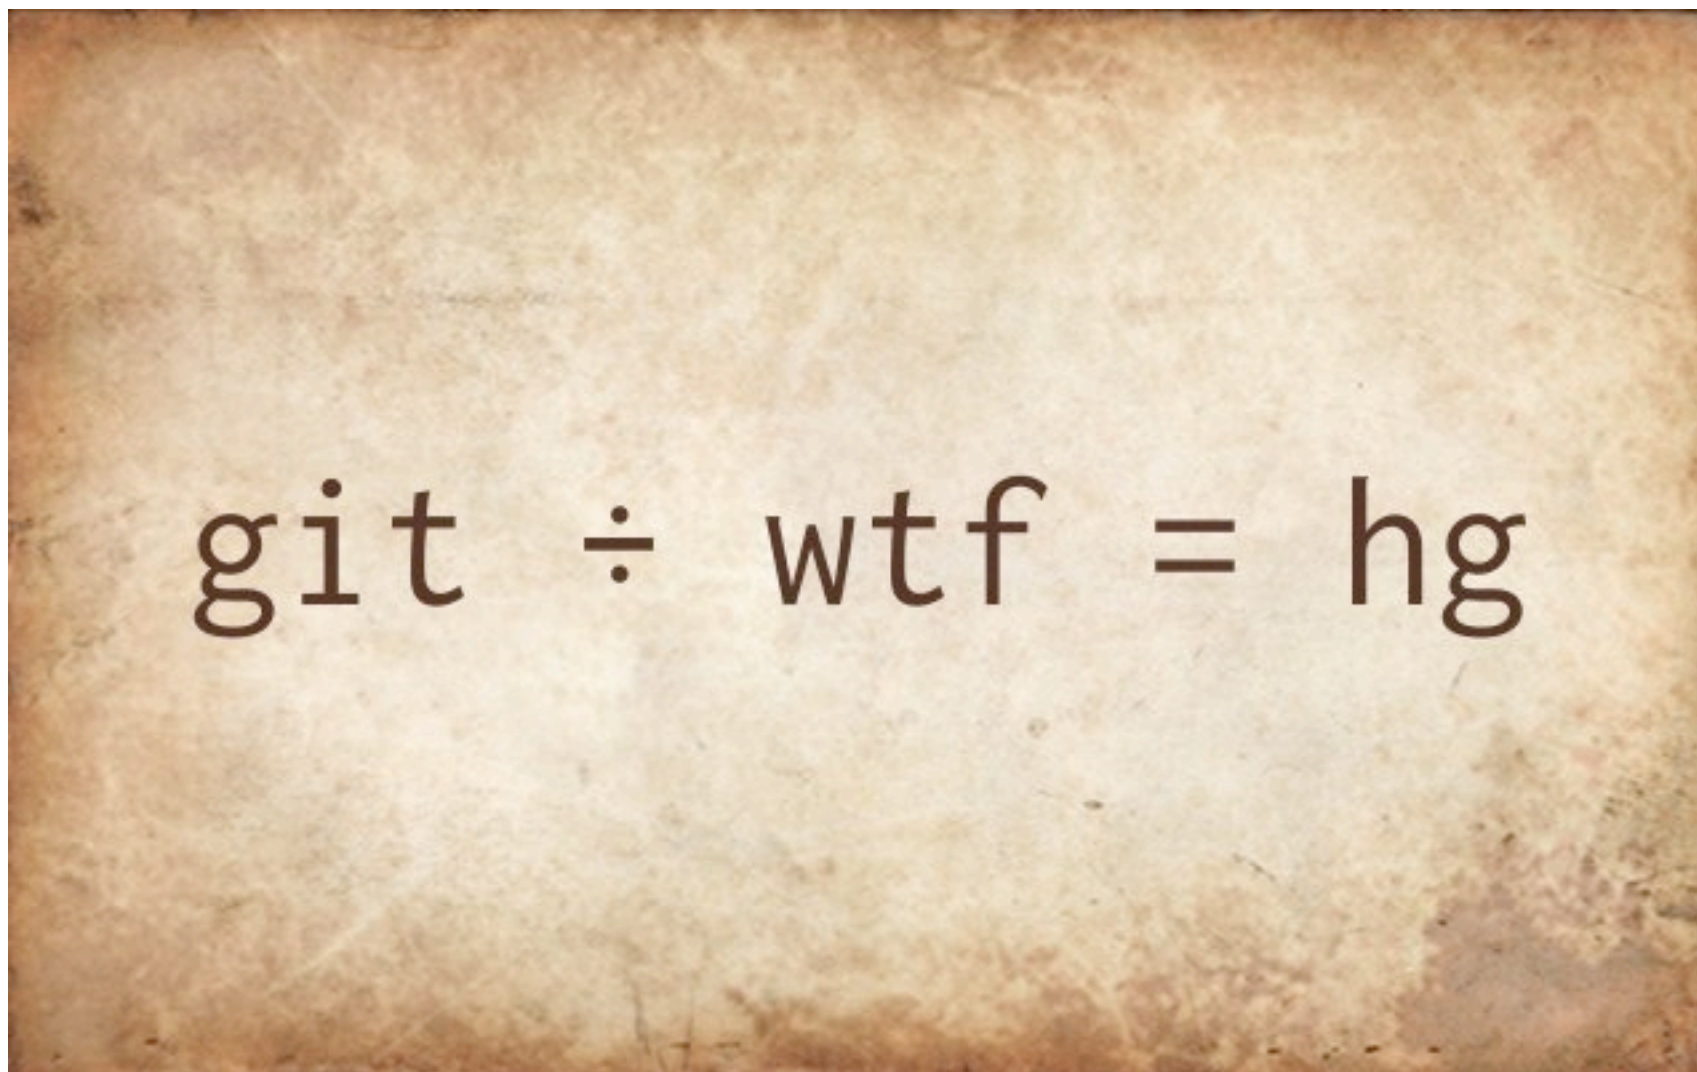 git ÷ wtf = hg